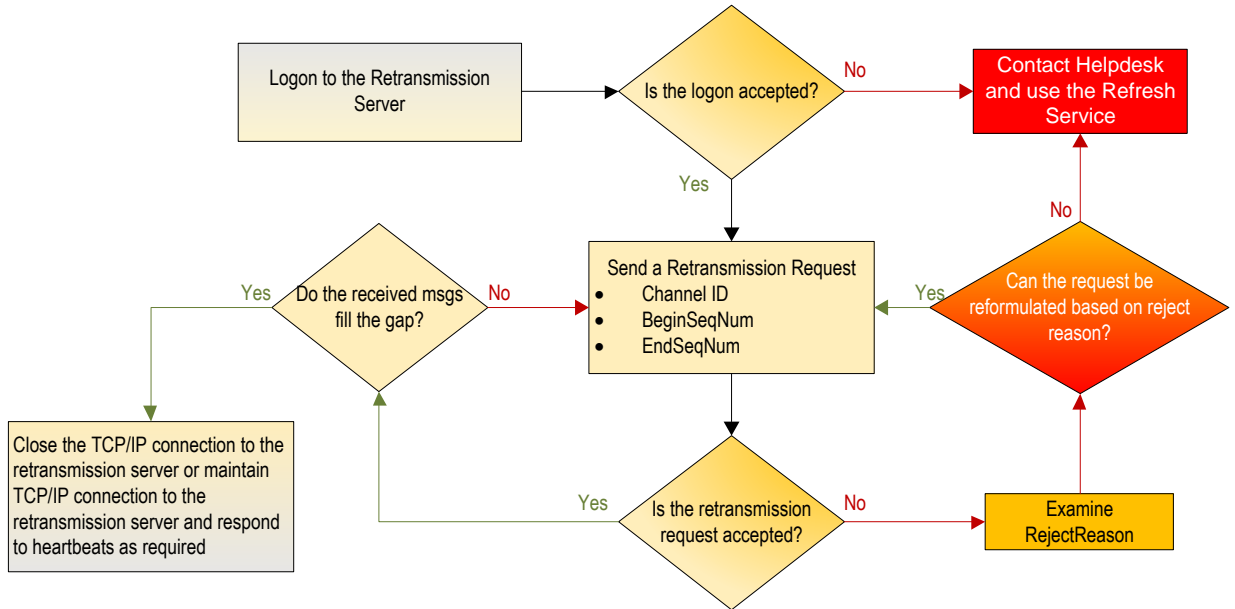 Logon to the Retransmission
Server
Is the logon accepted?
No
Contact Helpdesk
and use the Refresh
Service
Yes
No
Do the received msgs
fill the gap?
Yes
No
Send a Retransmission Request
• Channel ID
• BeginSeqNum
• EndSeqNum
Yes
Can the request be
reformulated based on reject
reason?
Close the TCP/IP connection to the
retransmission server or maintain
TCP/IP connection to the
retransmission server and respond
to heartbeats as required
Yes
Is the retransmission
request accepted?
No
Examine
RejectReason